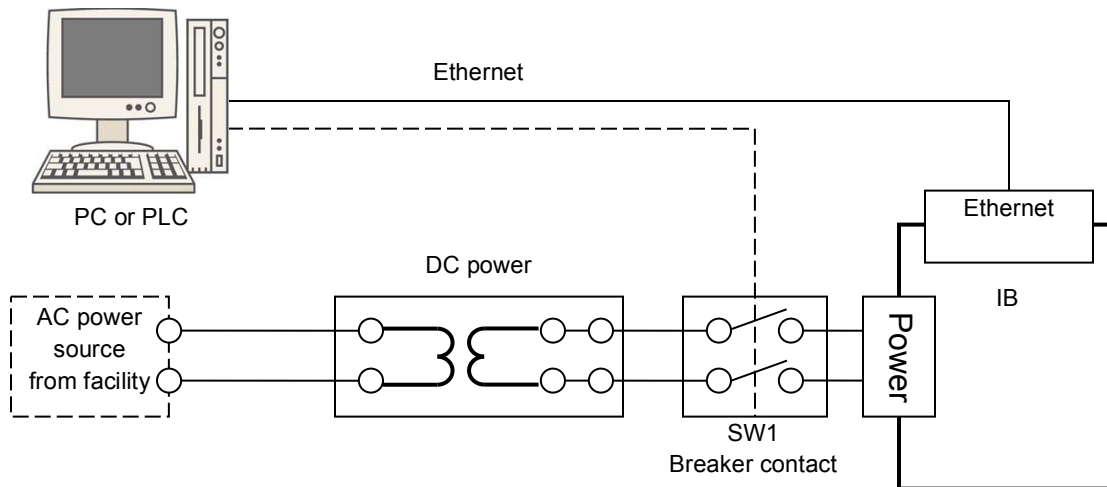 Ethernet
PC or PLC
Ethernet
DC power
IB
AC power
source
from facility
Power
SW1
Breaker contact